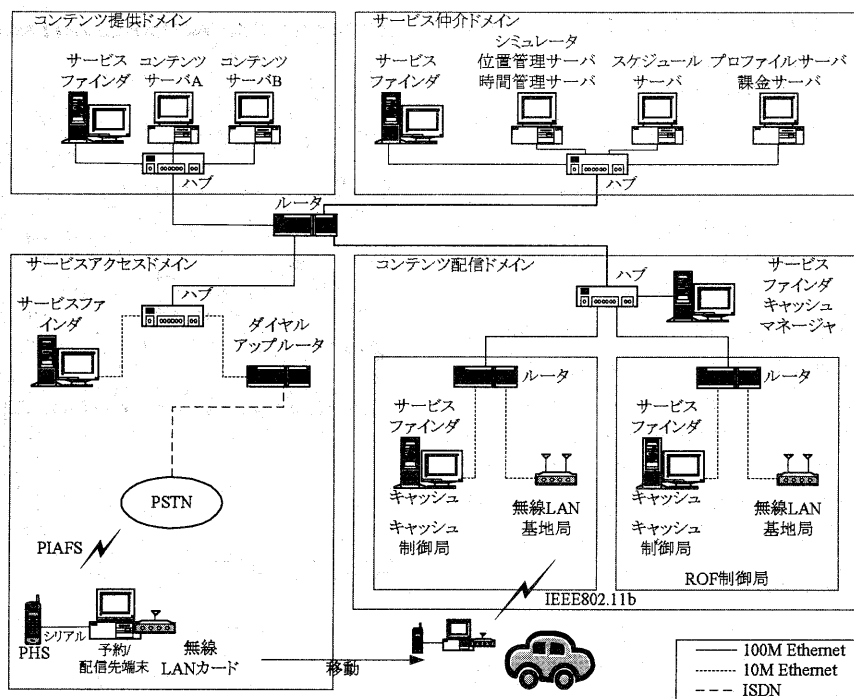 コンテンツ提供ドメイン
サービス
ファインダ
コンテンツ
サーバA
コンテンツ
サーバB
ハブ
サービス仲介ドメイン
サービス
ファインダ
シミュレータ
位置管理サーバ
時間管理サーバ
スケジュール
サーバ
プロファイルサーバ
課金サーバ
ハブ
ルータ
サービスアクセスドメイン
サービスファ
インダ
ハブ
ダイヤル
アップルータ
PSTN
PIAFS
PHS
シリアル
予約/
配信先端末
無線
LANカード
移動
コンテンツ配信ドメイン
ハブ
サービス
ファインダ
キャッシュ
マネージャ
ルータ
サービス
ファインダ
キャッシュ
キャッシュ
制御局
無線LAN
基地局
ルータ
サービス
ファインダ
キャッシュ
キャッシュ
制御局
無線LAN
基地局
ROF制御局
IEEE802.11b
100M Ethernet
10M Ethernet
ISDN